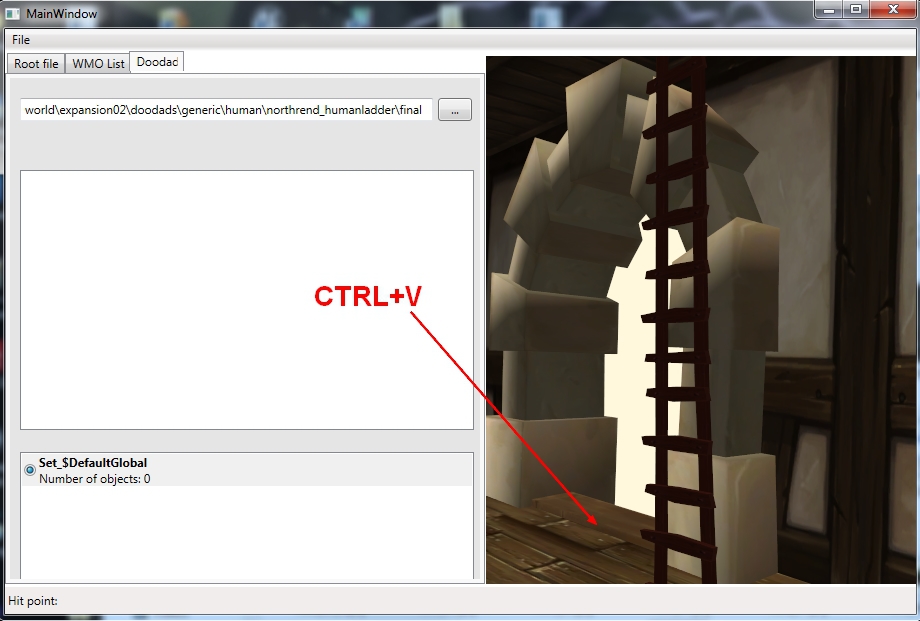 MainWindow
File
Root file WMO List Doodad
world\expansion02\doodads\generic\human\northrend_humanladder\final
...
CTRL+V
Set_$DefaultGlobal
Number of objects: 0
Hit point: